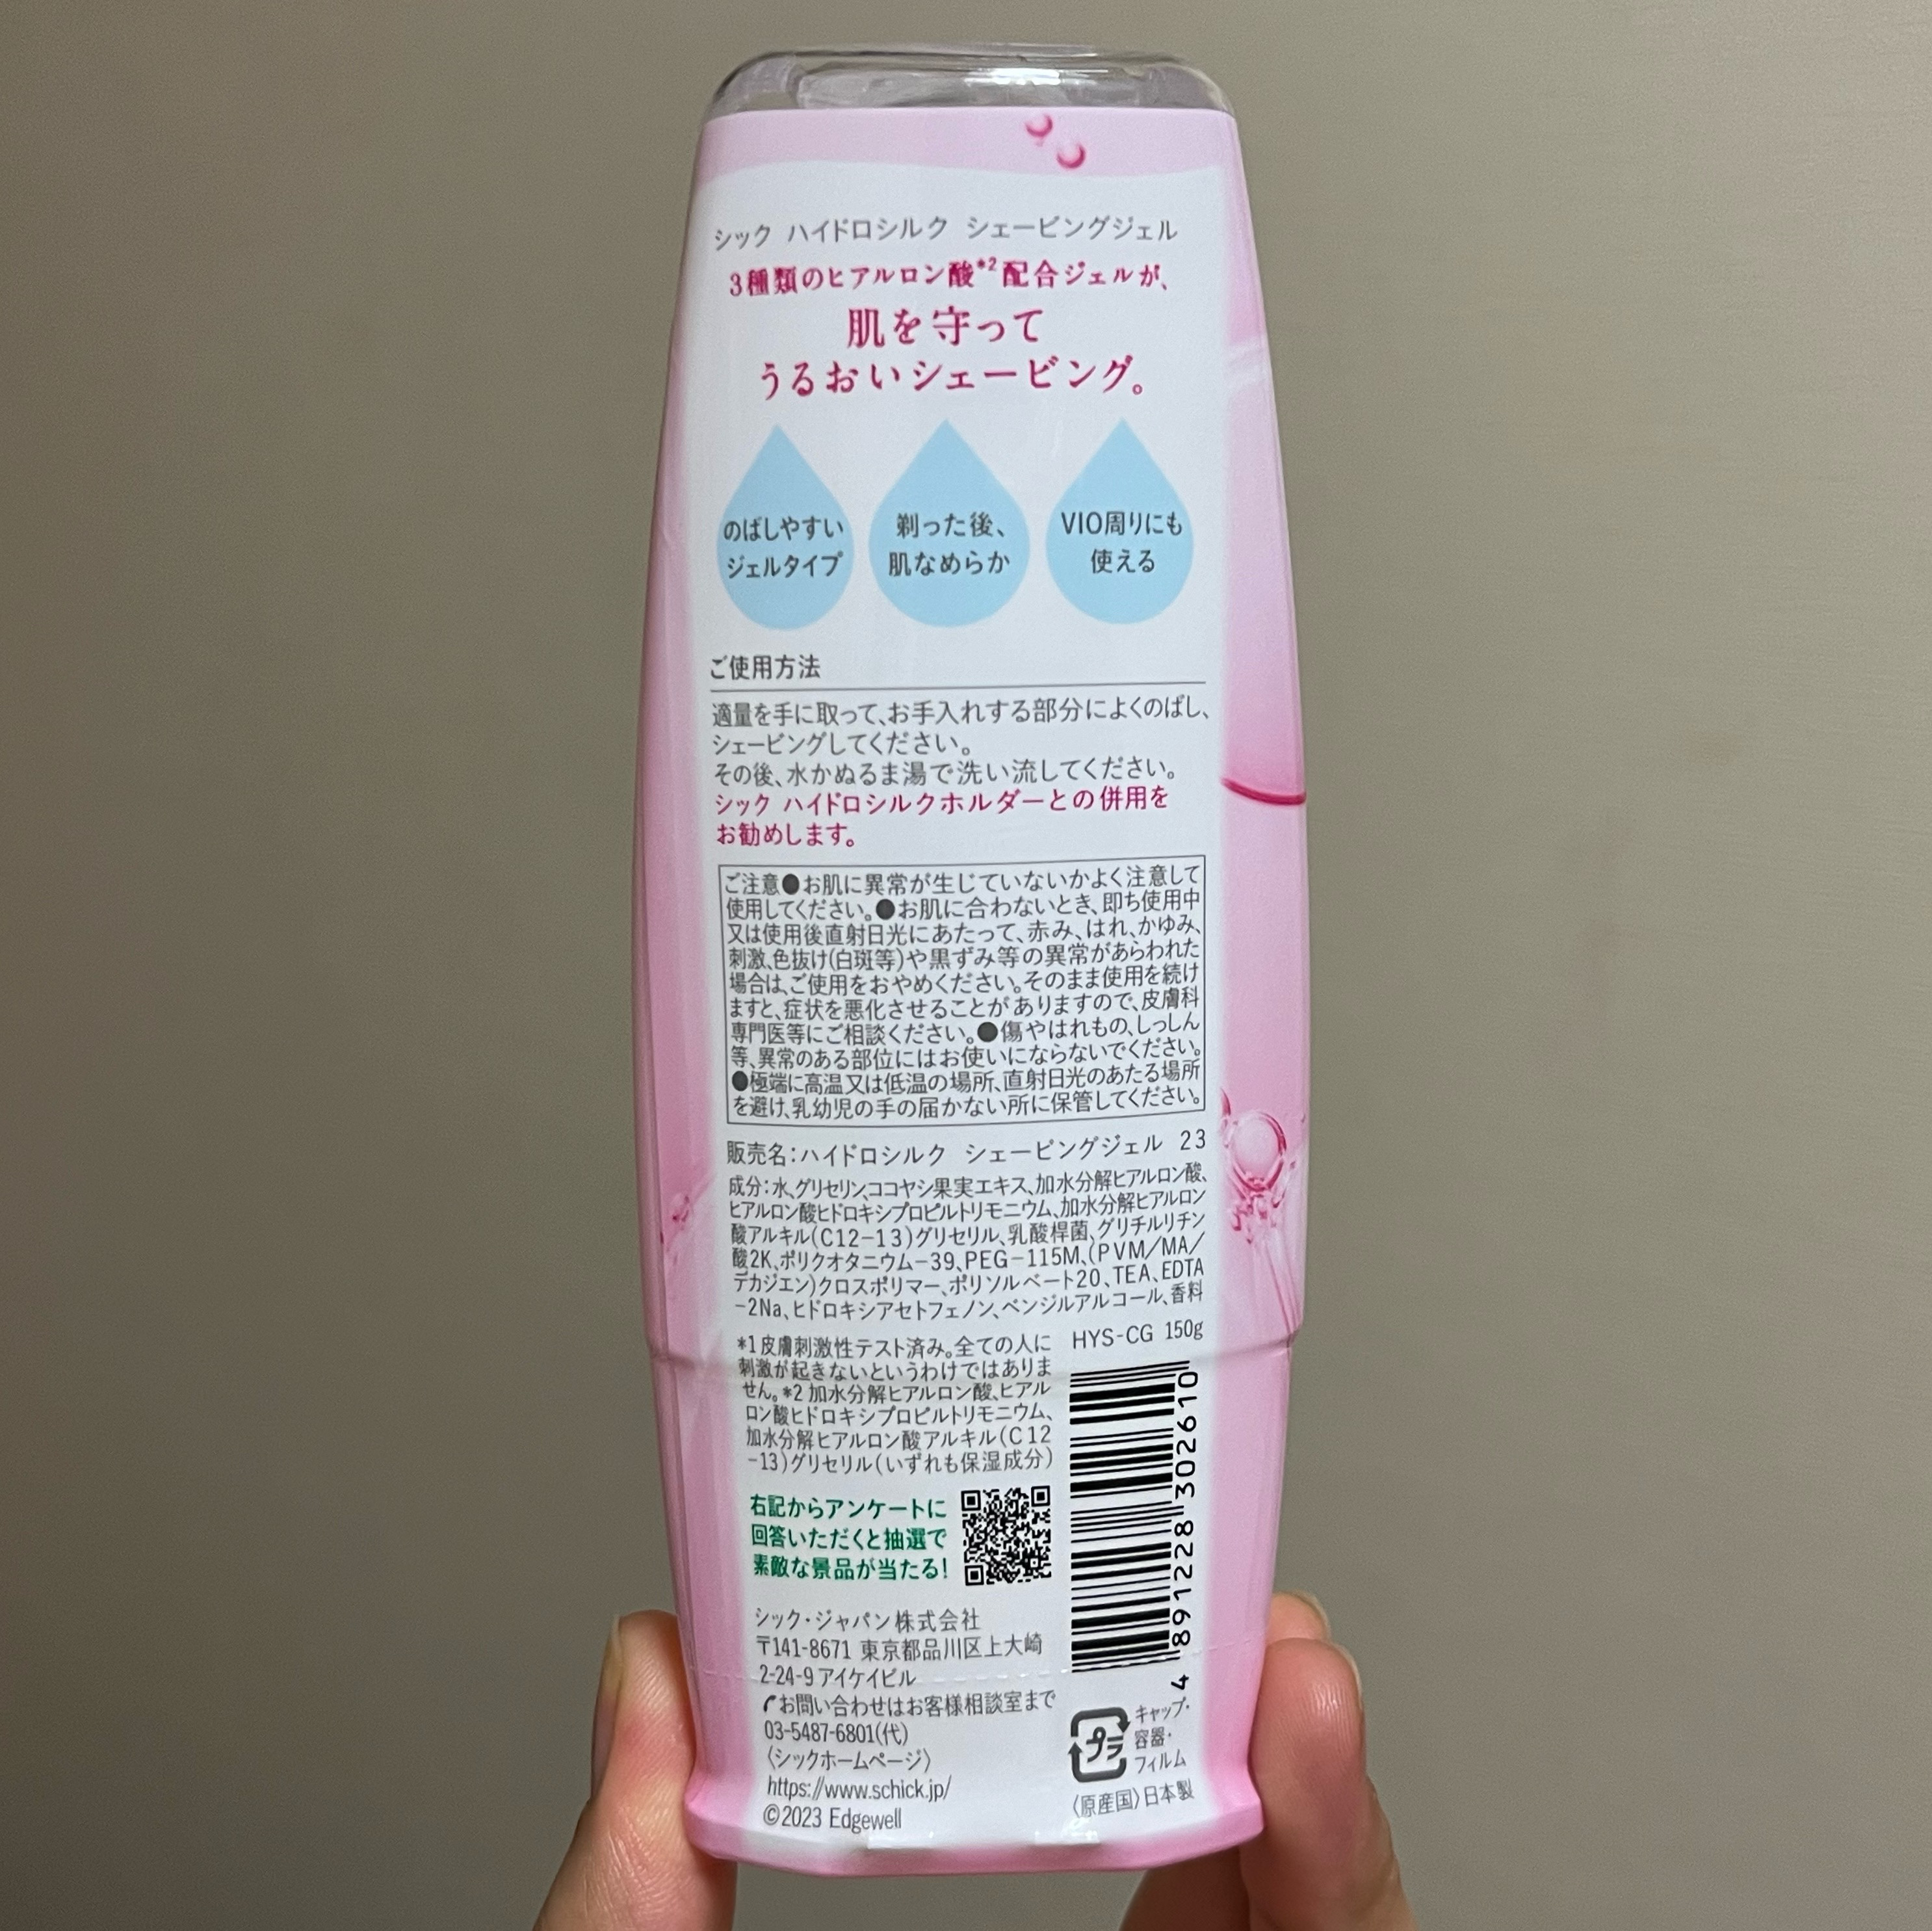 シック ハイドロシルク シェービングジェル
3種類のヒアルロン酸*2配合ジェルが、
肌を守って
うるおいシェービング。
のばしやすい
ジェルタイプ
剃った後、
肌なめらか
VIO周りにも
使える
ご使用方法
適量を手に取って、お手入れする部分によくのばし、
シェービングしてください。
その後、水かぬるま湯で洗い流してください。
シック ハイドロシルクホルダーとの併用を
お勧めします。
ご注意●お肌に異常が生じていないかよく注意して
使用してください。●お肌に合わないとき、即ち使用中
又は使用後直射日光にあたって、赤み、はれ、かゆみ、
刺激、色抜け(白斑等)や黒ずみ等の異常があらわれた
場合は、ご使用をおやめください。そのまま使用を続け
ますと、症状を悪化させることがありますので、皮膚科
専門医等にご相談ください。●傷やはれもの、しっしん
等、異常のある部位にはお使いにならないでください。
●極端に高温又は低温の場所、直射日光のあたる場所
を避け、乳幼児の手の届かない所に保管してください。
販売名:ハイドロシルク シェービングジェル 23
成分:水、グリセリン、ココヤシ果実エキス、加水分解ヒアルロン酸、
ヒアルロン酸ヒドロキシプロピルトリモニウム、加水分解ヒアルロン
酸アルキル(C12-13)グリセリル、乳酸桿菌、グリチルリチン
酸2K、ポリクオタニウム-39、PEG-115M、(PVM/MA/
デカジエン)クロスポリマー、ポリソルベート20、TEA、EDTA
-2Na、ヒドロキシアセトフェノン、ベンジルアルコール、香料
*1 皮膚刺激性テスト済み。全ての人に
刺激が起きないというわけではありま
せん。*2 加水分解ヒアルロン酸、ヒアル
ロン酸ヒドロキシプロピルトリモニウム、
加水分解ヒアルロン酸アルキル(C12
-13)グリセリル(いずれも保湿成分)
HYS-CG 150g
4 891228 302610
右記からアンケートに
回答いただくと抽選で
素敵な景品が当たる!
シック・ジャパン株式会社
〒141-8671 東京都品川区上大崎
2-24-9 アイケイビル
お問い合わせはお客様相談室まで
03-5487-6801(代)
〈シックホームページ〉
https://www.schick.jp/
©2023 Edgewell
プラ
キャップ・
容器・
フィルム
〈原産国〉日本製